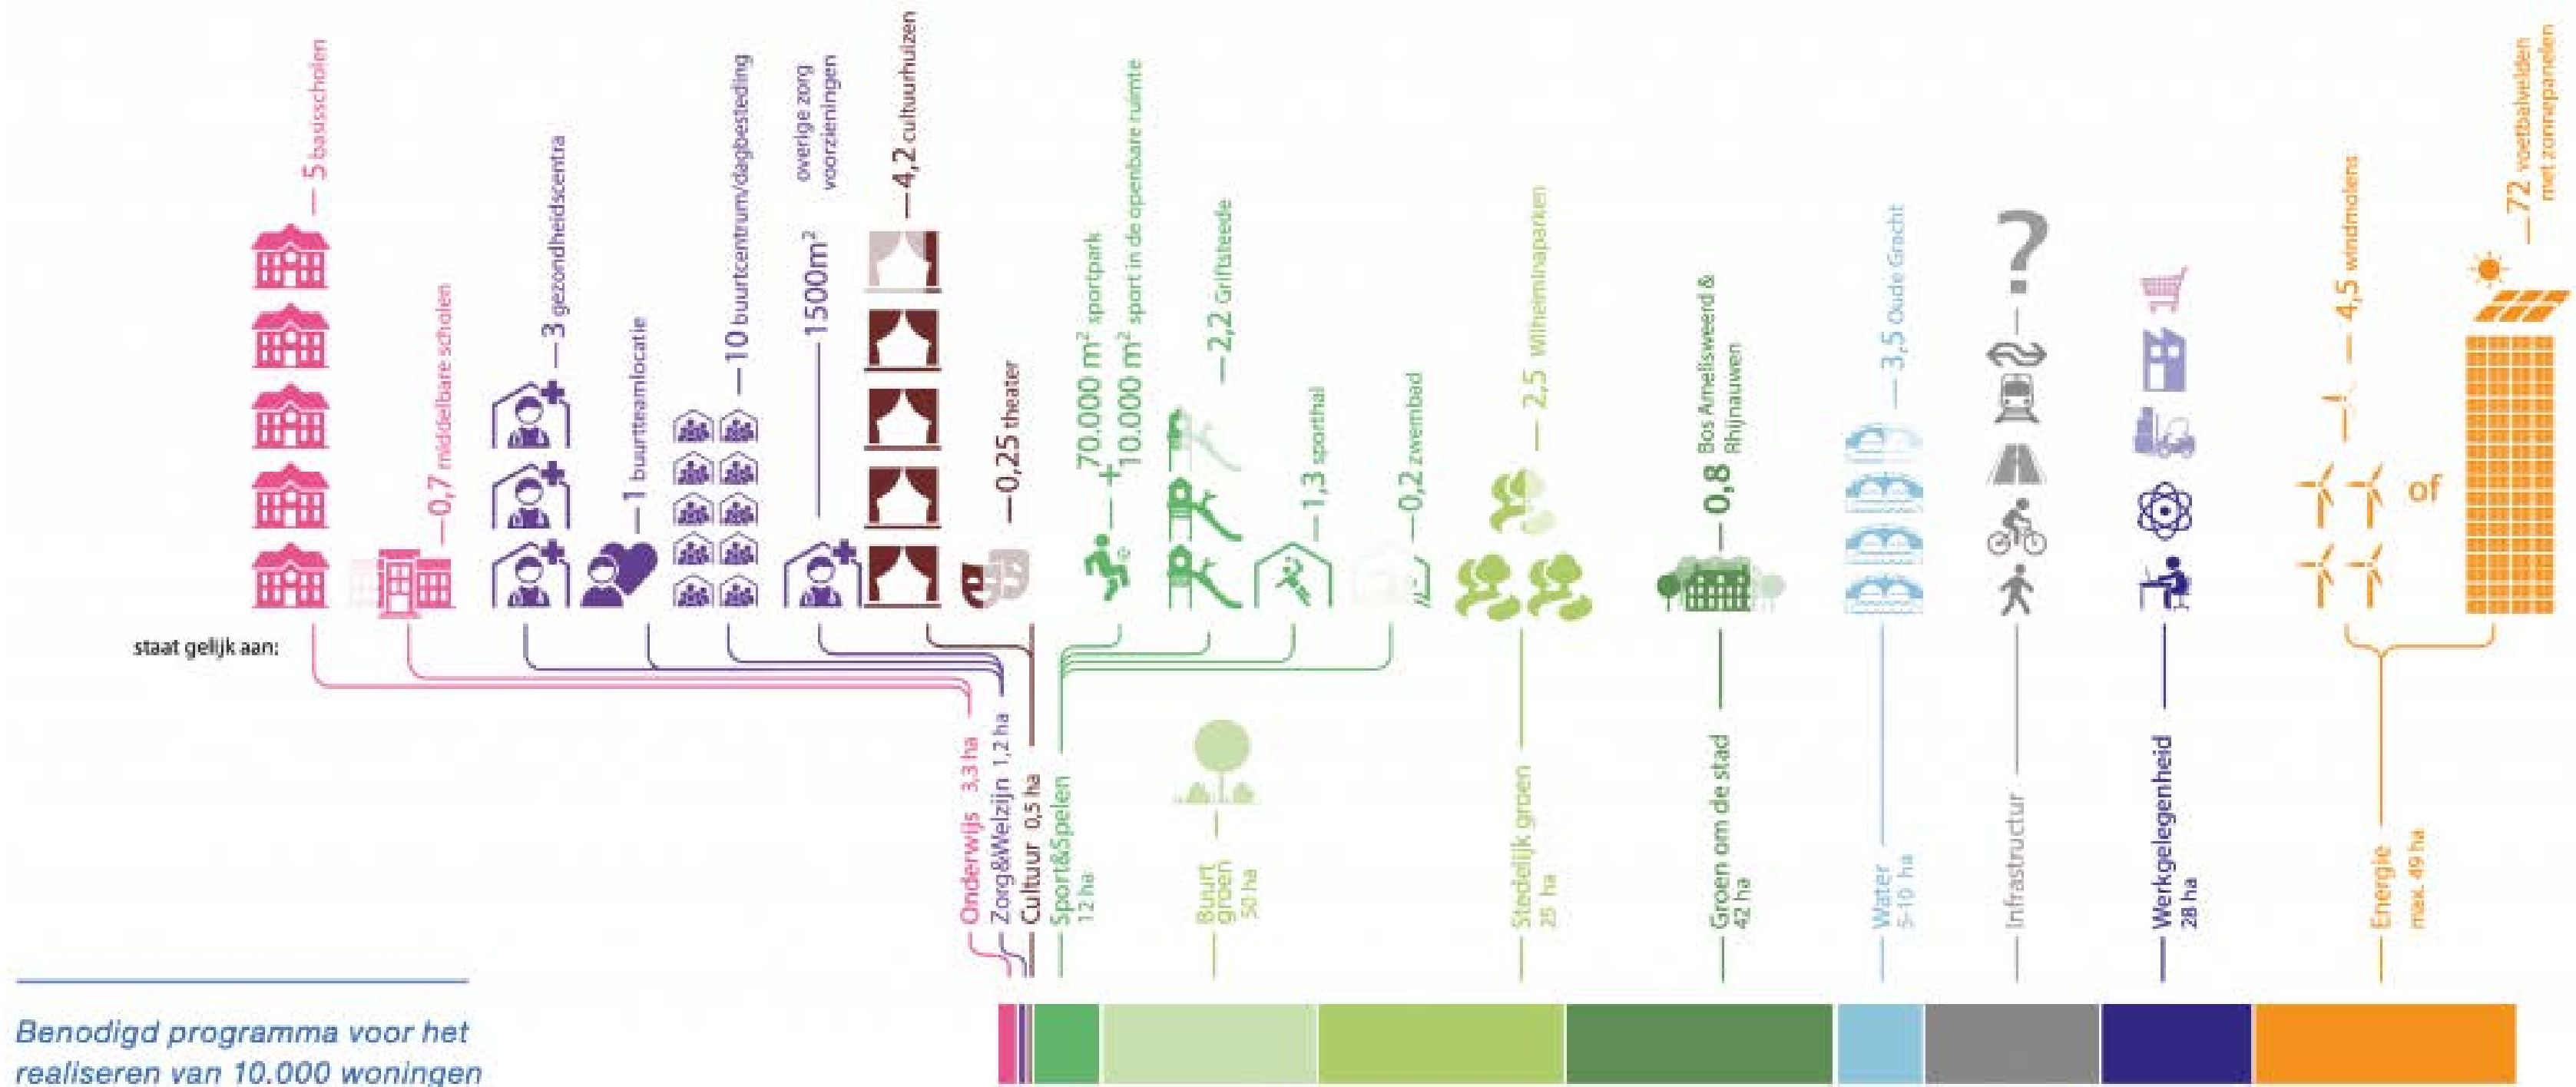 5 basisscholen
0,7 middelbare scholen
3 gezondheidscentra
1 buurtteamlocatie
10 buurtcentrum/dagbesteding
1500m² overige zorg
voorzieningen
4,2 cultuurhuizen
0,25 theater
70.000 m² sportpark
+
10.000 m² sport in de openbare ruimte
2,2 Griftsteede
1,3 sporthal
0,2 zwembad
2,5 Wilhelminaparken
0,8 Bos Amelisweerd &
Rhijnauwen
3,5 Oude Gracht
?
4,5 windmolens
of
72 voetbalvelden
met zonnepanelen
staat gelijk aan:
Onderwijs 3,3 ha
Zorg&Welzijn 1,2 ha
Cultuur 0,5 ha
Sport&Spelen
12 ha
Buurt
groen
50 ha
Stedelijk groen
25 ha
Groen om de stad
42 ha
Water
5-10 ha
Infrastructur
Werkgelegenheid
28 ha
Energie
max. 49 ha
Benodigd programma voor het
realiseren van 10.000 woningen